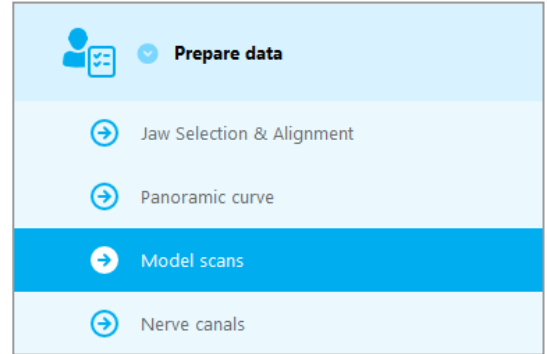 Prepare data
Jaw Selection & Alignment
Panoramic curve
Model scans
Nerve canals